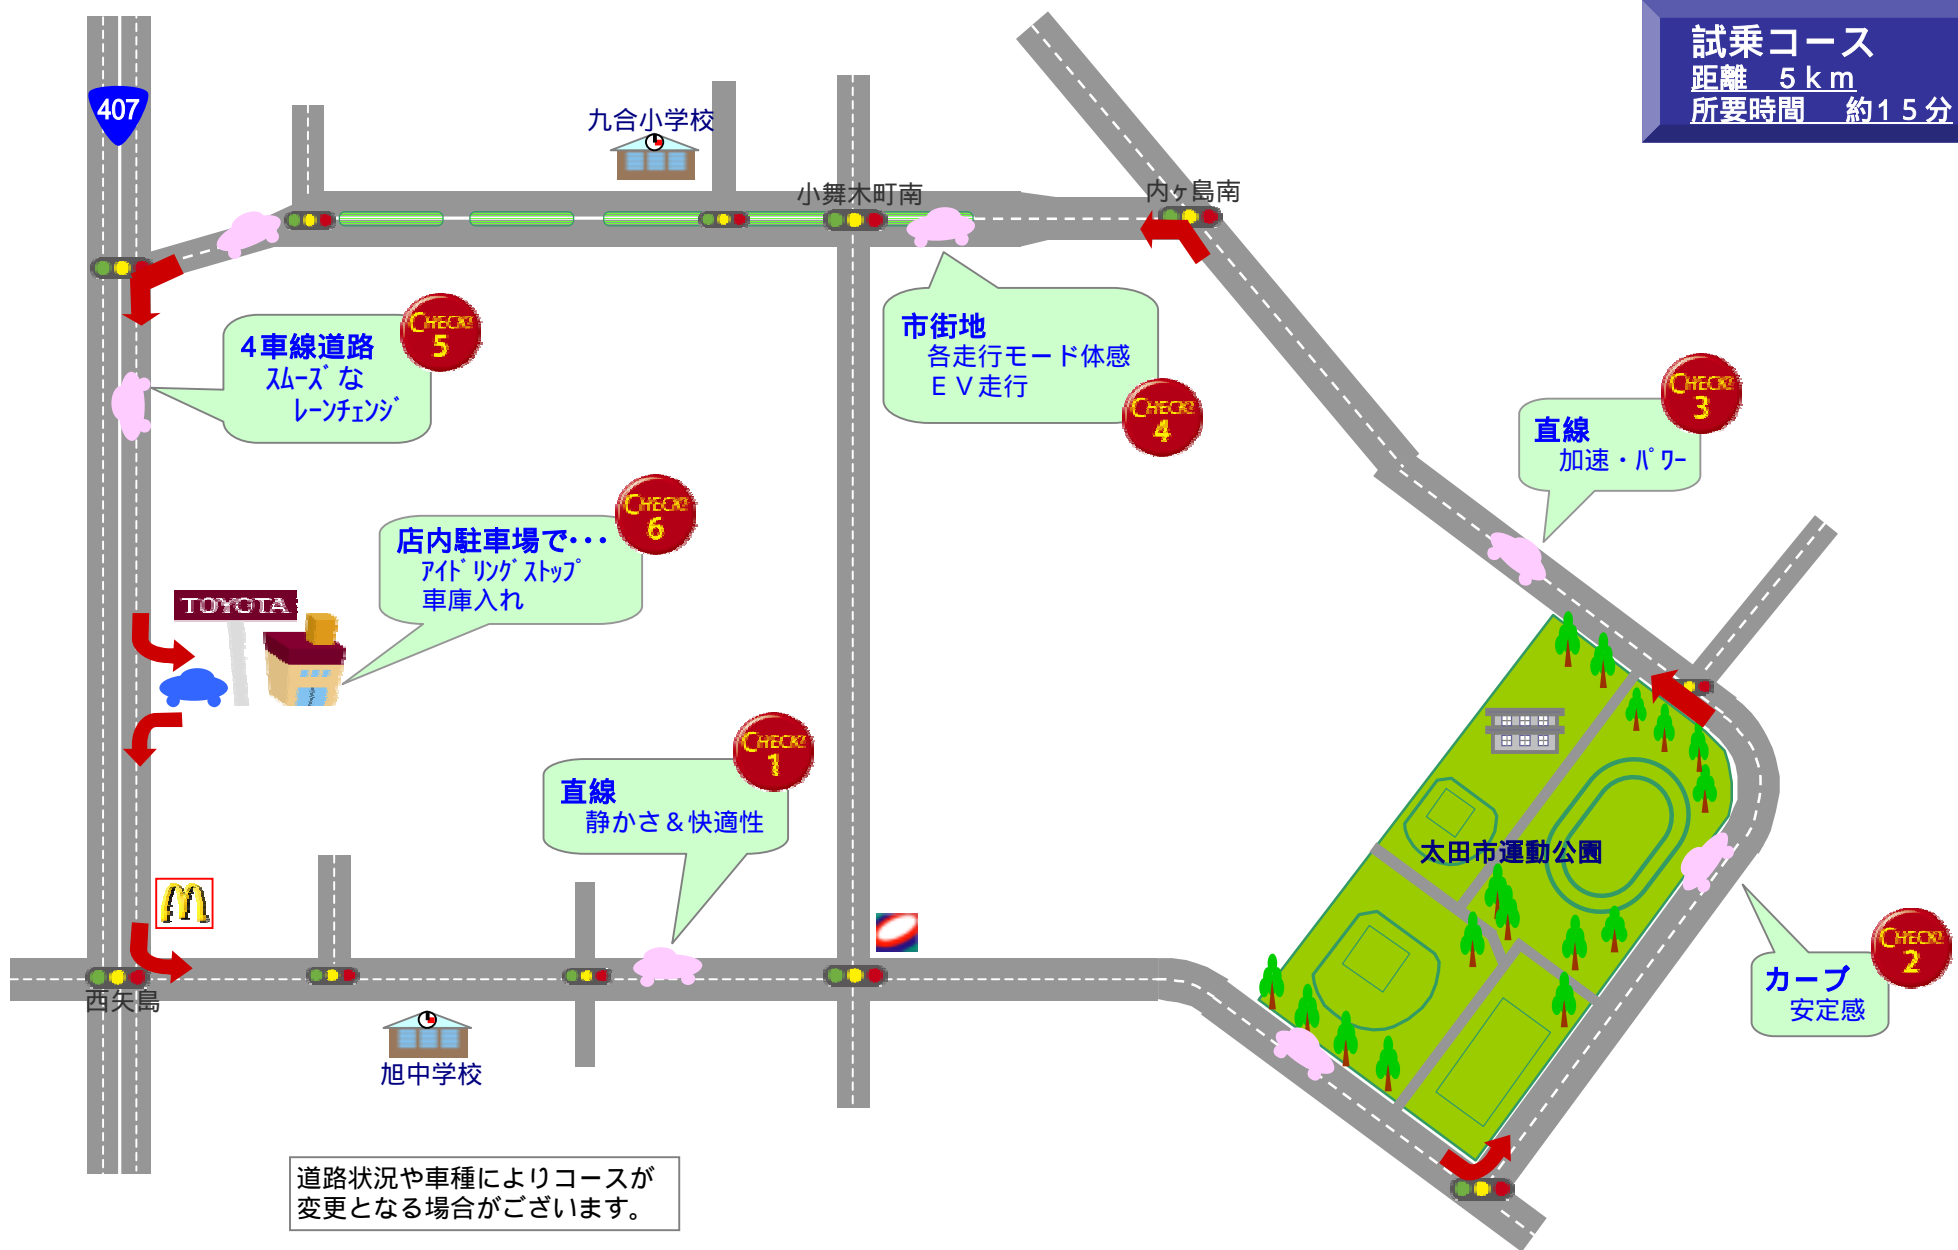 試乗コース
距離　５ｋｍ
所要時間　約１５分
407
九合小学校
小舞木町南
内ヶ島南
4車線道路
ｽﾑｰｽﾞな
ﾚｰﾝﾁｪﾝｼﾞ
CHECK!
5
市街地
各走行モード体感
ＥＶ走行
CHECK!
4
直線
加速・ﾊﾟﾜｰ
CHECK!
3
店内駐車場で･･･
ｱｲﾄﾞﾘﾝｸﾞｽﾄｯﾌﾟ
車庫入れ
CHECK!
6
TOYOTA
直線
静かさ＆快適性
CHECK!
1
太田市運動公園
カーブ
安定感
CHECK!
2
西矢島
旭中学校
道路状況や車種によりコースが
変更となる場合がございます。